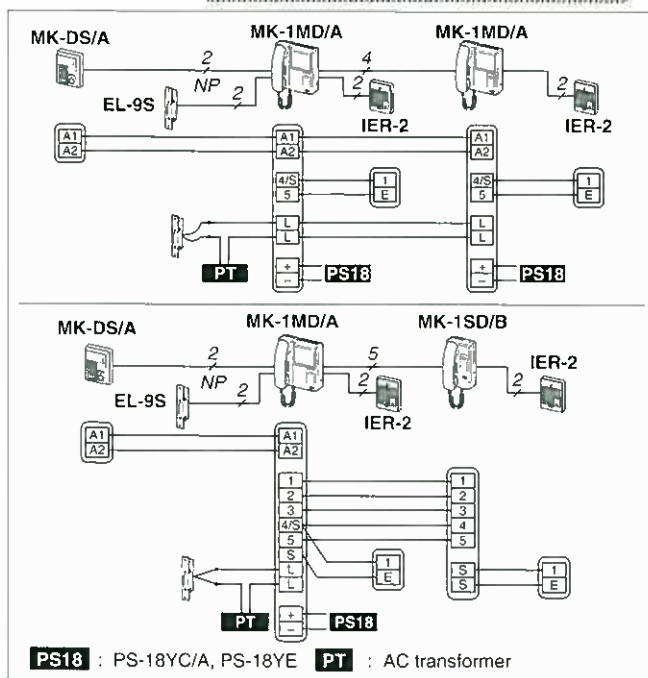 MK-DS/A MK-1MD/A MK-1MD/A
2 4
NP 2 2
EL-9S 2
IER-2 IER-2
A1 A1 A1
A2 A2 A2
4/S 1 4/S 1
5 E 5 E
L L
L L
PT + PS18 + PS18
– –
MK-DS/A MK-1MD/A MK-1SD/B
2 5 IER-2
NP 2 2
EL-9S 2
IER-2
A1 A1
A2 A2
1 1
2 2
3 3
4/S 4
5 5
S 1 S 1
L E S E
L
PT + PS18
–
PS18 : PS-18YC/A, PS-18YE PT : AC transformer